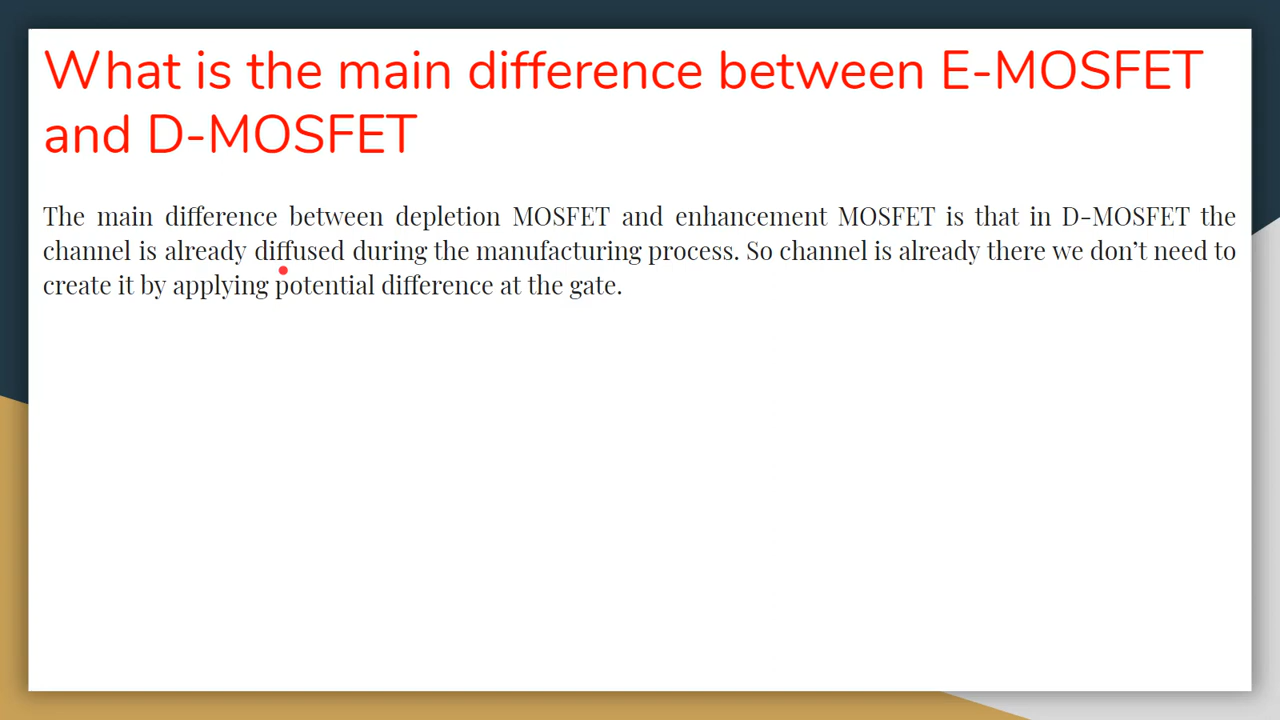 What is the main difference between E-MOSFET
and D-MOSFET
The main difference between depletion MOSFET and enhancement MOSFET is that in D-MOSFET the
channel is already diffused during the manufacturing process. So channel is already there we don’t need to
create it by applying potential difference at the gate.